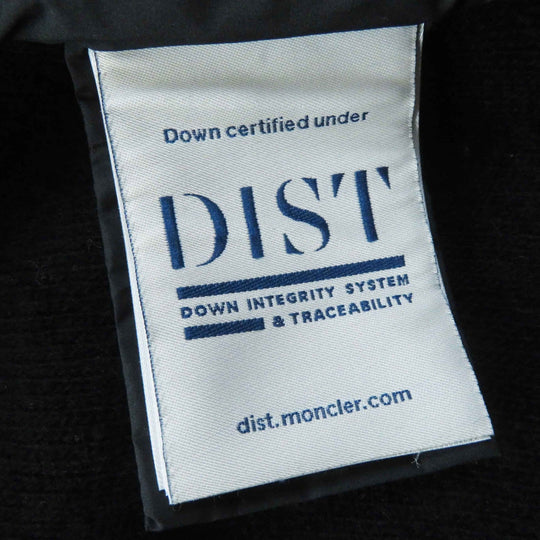 Down certified under
DIST
DOWN INTEGRITY SYSTEM
& TRACEABILITY
dist.moncler.com